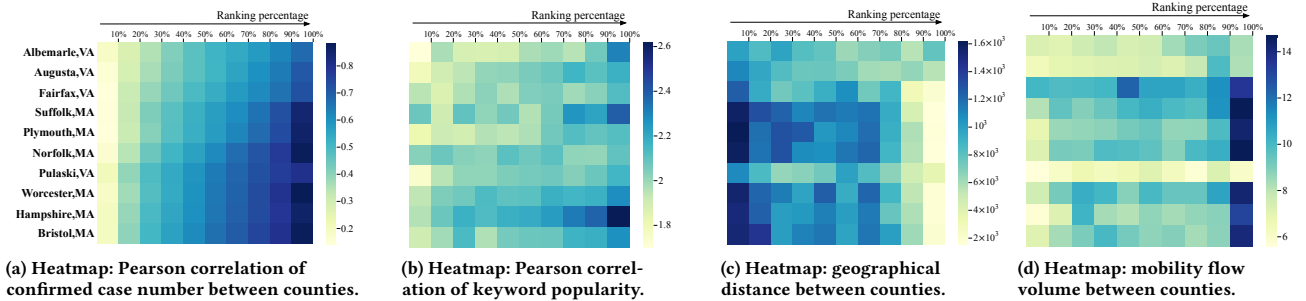 Ranking percentage
10% 20% 30% 40% 50% 60% 70% 80% 90% 100%
Albemarle,VA
Augusta,VA
Fairfax,VA
Suffolk,MA
Plymouth,MA
Norfolk,MA
Pulaski,VA
Worcester,MA
Hampshire,MA
Bristol,MA
0.8
0.7
0.6
0.5
0.4
0.3
0.2
(a) Heatmap: Pearson correlation of
confirmed case number between counties.
Ranking percentage
10% 20% 30% 40% 50% 60% 70% 80% 90% 100%
2.6
2.4
2.2
2.1
2.0
1.8
(b) Heatmap: Pearson correl-
ation of keyword popularity.
Ranking percentage
10% 20% 30% 40% 50% 60% 70% 80% 90% 100%
1.6×10³
1.4×10³
1.2×10³
1×10³
8×10³
6×10³
4×10³
2×10³
(c) Heatmap: geographical
distance between counties.
Ranking percentage
10% 20% 30% 40% 50% 60% 70% 80% 90% 100%
14
12
10
8
6
(d) Heatmap: mobility flow
volume between counties.